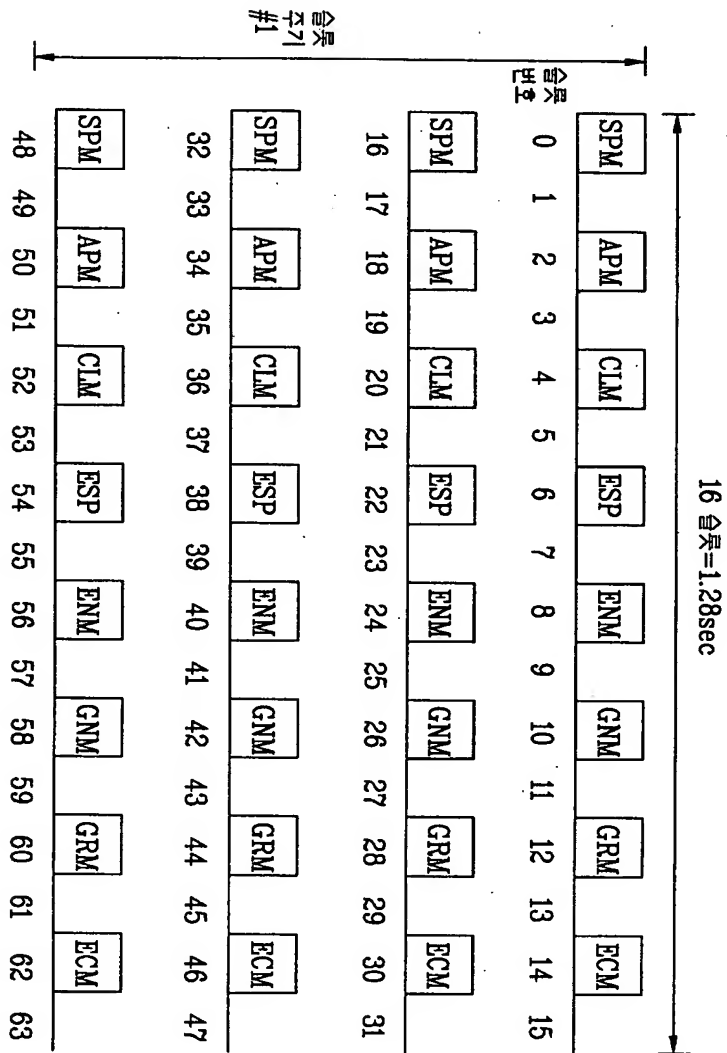 16 슬롯=1.28sec
슬롯
주기
#1
슬롯
번호
SPM APM CLM ESP ENM GNM GRM ECM
0 1 2 3 4 5 6 7 8 9 10 11 12 13 14 15
SPM APM CLM ESP ENM GNM GRM ECM
16 17 18 19 20 21 22 23 24 25 26 27 28 29 30 31
SPM APM CLM ESP ENM GNM GRM ECM
32 33 34 35 36 37 38 39 40 41 42 43 44 45 46 47
SPM APM CLM ESP ENM GNM GRM ECM
48 49 50 51 52 53 54 55 56 57 58 59 60 61 62 63